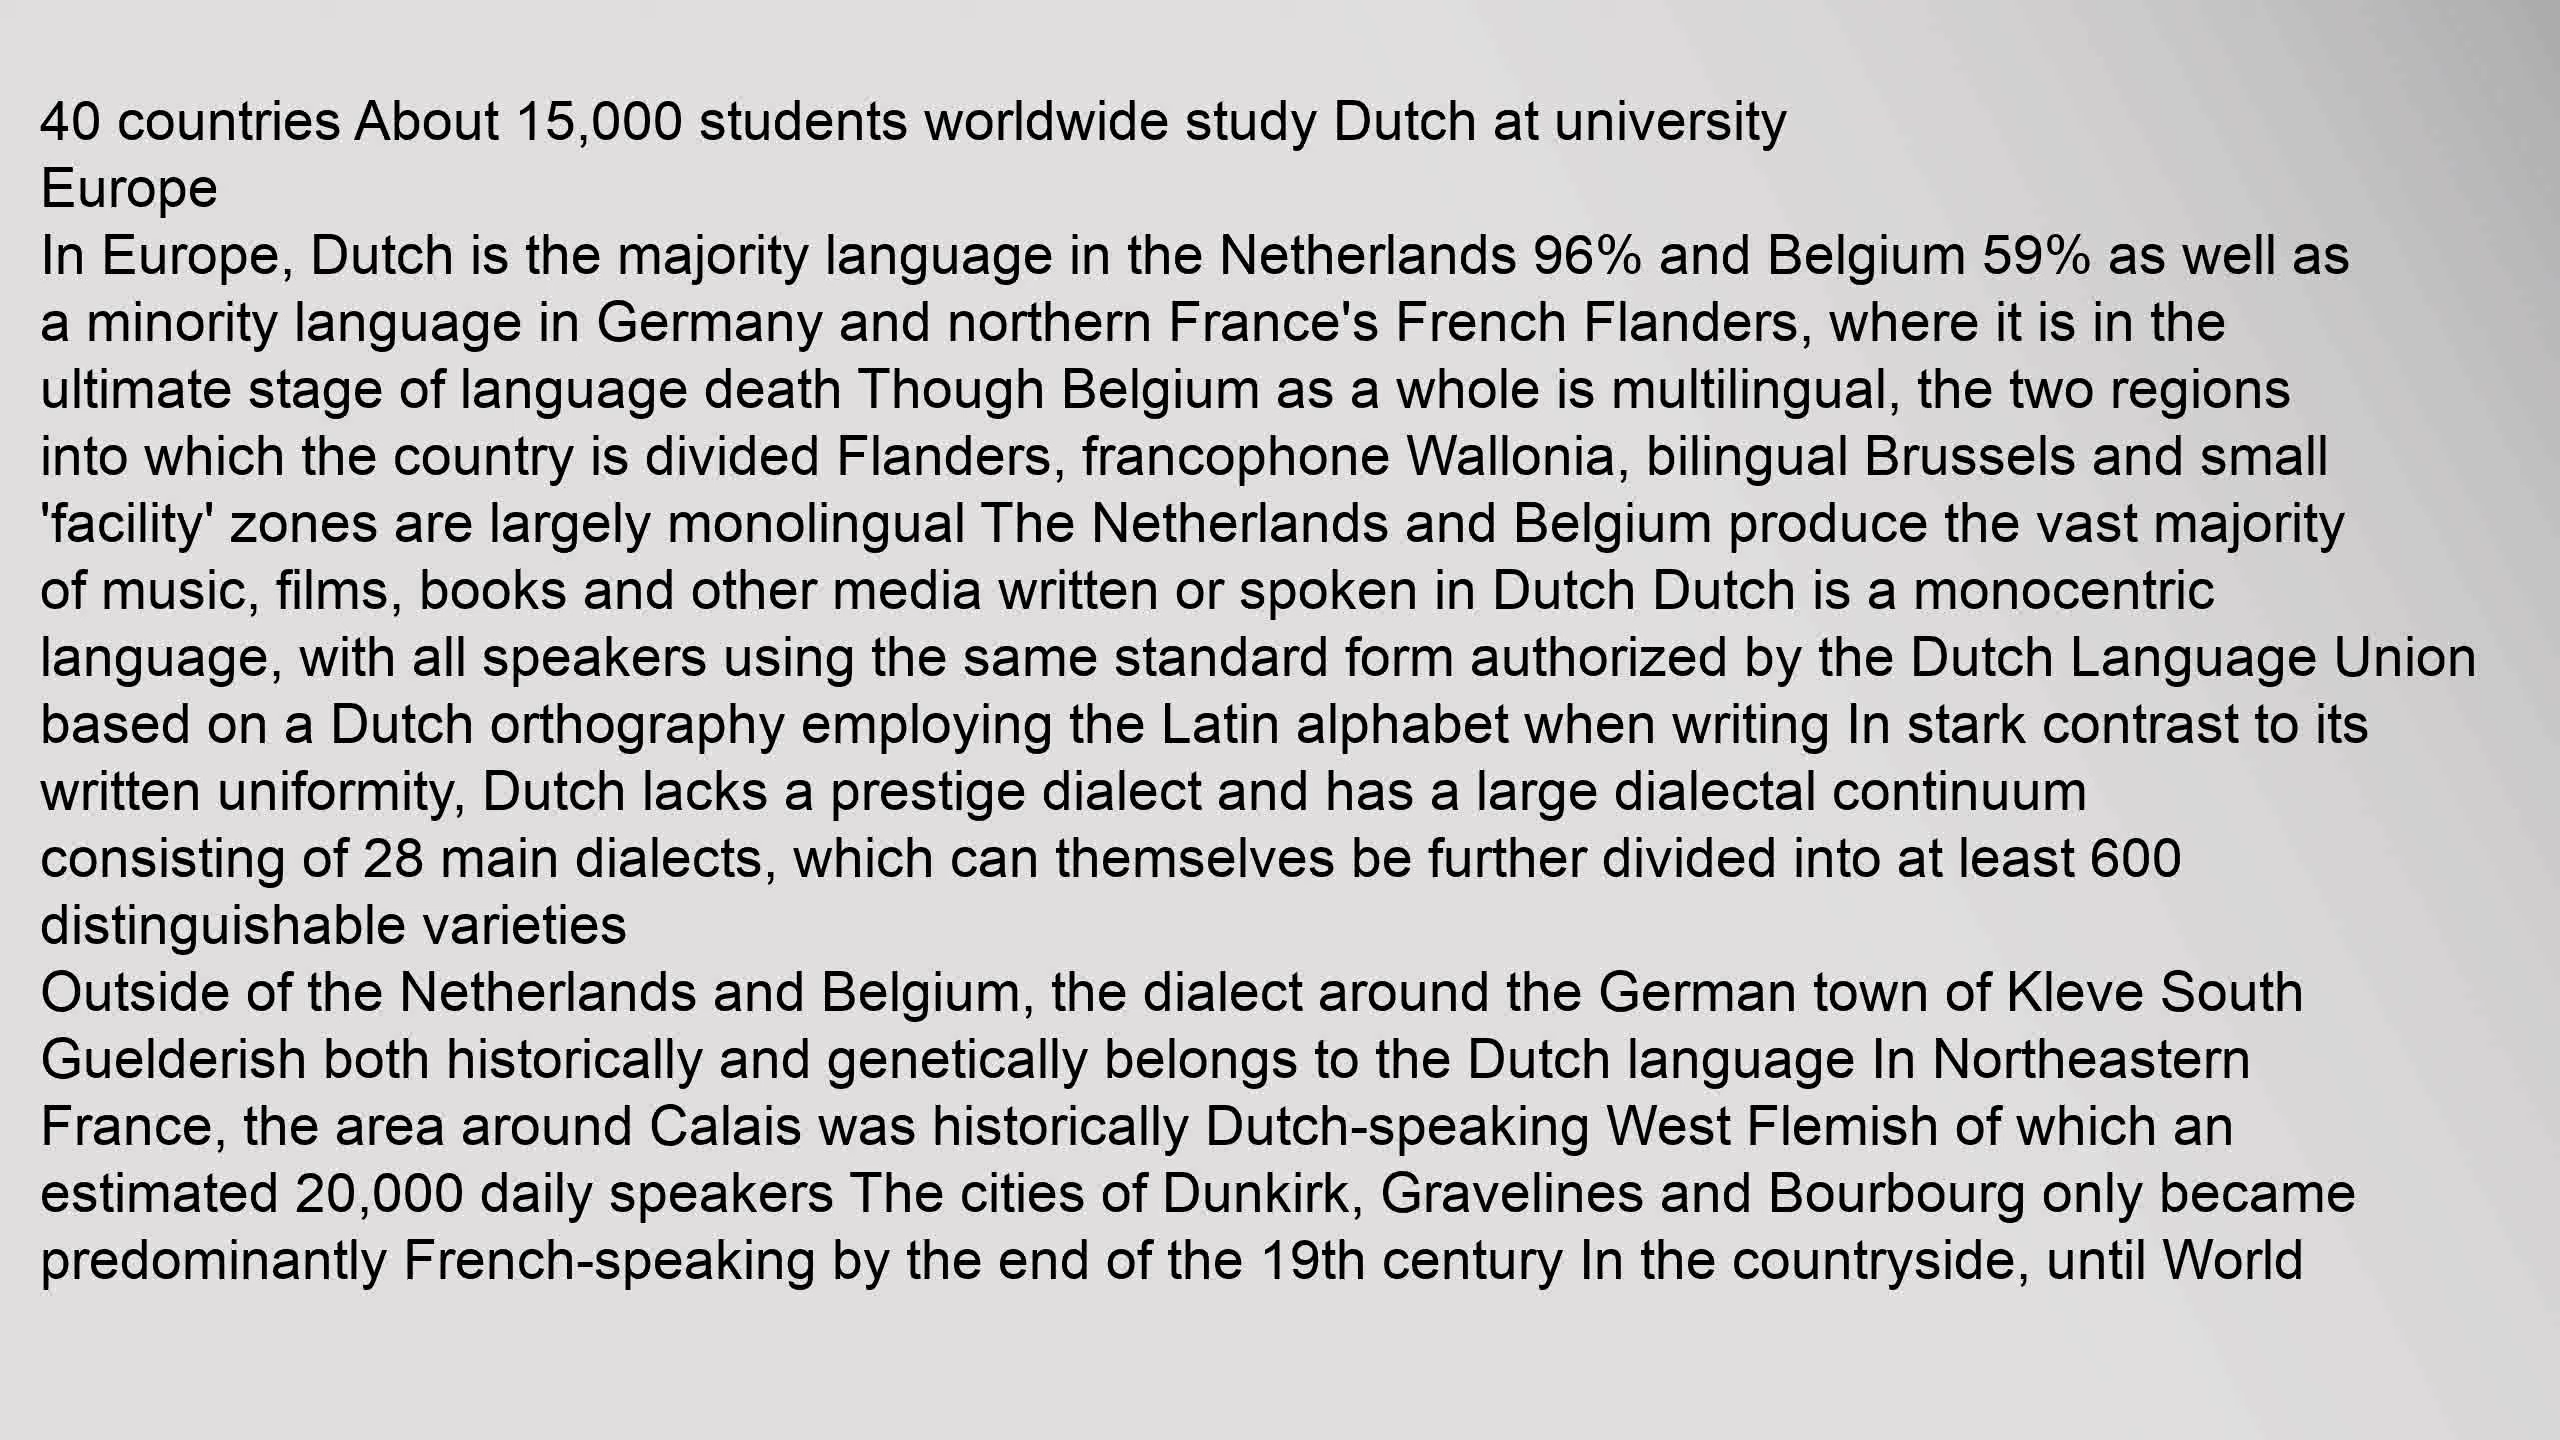 40 countries About 15,000 students worldwide study Dutch at university
Europe
In Europe, Dutch is the majority language in the Netherlands 96% and Belgium 59% as well as
a minority language in Germany and northern France's French Flanders, where it is in the
ultimate stage of language death Though Belgium as a whole is multilingual, the two regions
into which the country is divided Flanders, francophone Wallonia, bilingual Brussels and small
'facility' zones are largely monolingual The Netherlands and Belgium produce the vast majority
of music, films, books and other media written or spoken in Dutch Dutch is a monocentric
language, with all speakers using the same standard form authorized by the Dutch Language Union
based on a Dutch orthography employing the Latin alphabet when writing In stark contrast to its
written uniformity, Dutch lacks a prestige dialect and has a large dialectal continuum
consisting of 28 main dialects, which can themselves be further divided into at least 600
distinguishable varieties
Outside of the Netherlands and Belgium, the dialect around the German town of Kleve South
Guelderish both historically and genetically belongs to the Dutch language In Northeastern
France, the area around Calais was historically Dutch-speaking West Flemish of which an
estimated 20,000 daily speakers The cities of Dunkirk, Gravelines and Bourbourg only became
predominantly French-speaking by the end of the 19th century In the countryside, until World